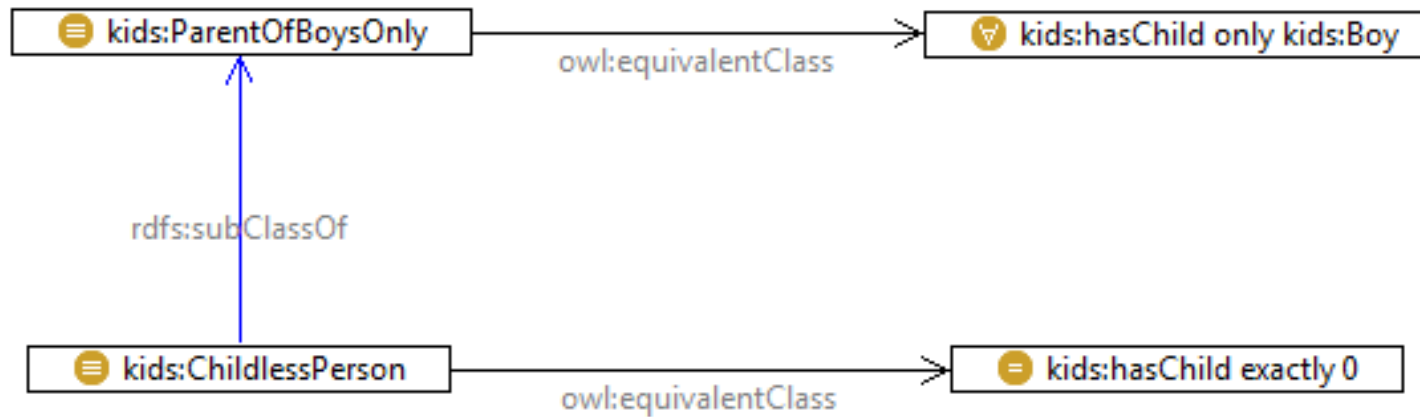 kids:ParentOfBoysOnly
kids:hasChild only kids:Boy
owl:equivalentClass
rdfs:subClassOf
kids:ChildlessPerson
kids:hasChild exactly 0
owl:equivalentClass